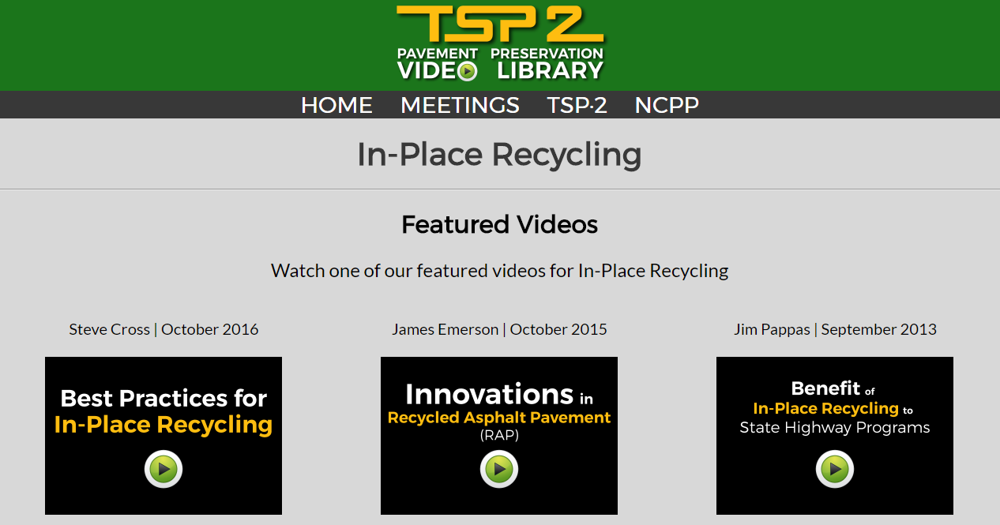 TSP2
PAVEMENT PRESERVATION
VIDEO LIBRARY
HOME MEETINGS TSP·2 NCPP
In-Place Recycling
Featured Videos
Watch one of our featured videos for In-Place Recycling
Steve Cross | October 2016
Best Practices for
In-Place Recycling
James Emerson | October 2015
Innovations in
Recycled Asphalt Pavement
(RAP)
Jim Pappas | September 2013
Benefit of
In-Place Recycling to
State Highway Programs